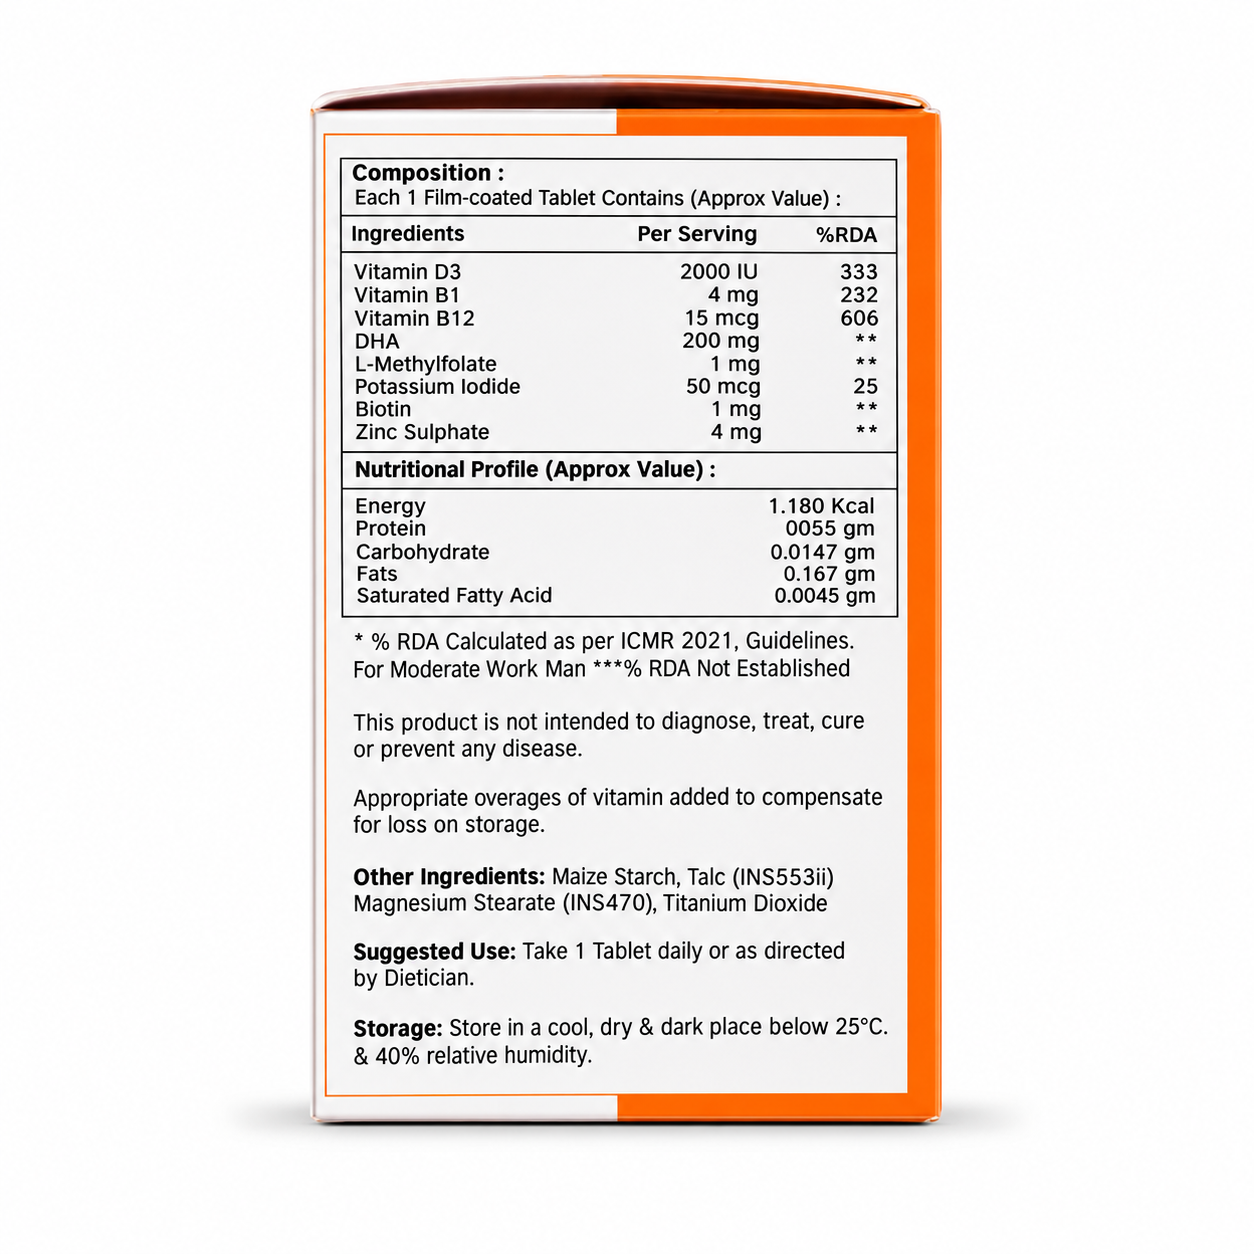 Composition :
Each 1 Film-coated Tablet Contains (Approx Value) :
Ingredients Per Serving %RDA
Vitamin D3 2000 IU 333
Vitamin B1 4 mg 232
Vitamin B12 15 mcg 606
DHA 200 mg **
L-Methylfolate 1 mg **
Potassium Iodide 50 mcg 25
Biotin 1 mg **
Zinc Sulphate 4 mg **
Nutritional Profile (Approx Value) :
Energy 1.180 Kcal
Protein 0055 gm
Carbohydrate 0.0147 gm
Fats 0.167 gm
Saturated Fatty Acid 0.0045 gm
* % RDA Calculated as per ICMR 2021, Guidelines.
For Moderate Work Man ***% RDA Not Established
This product is not intended to diagnose, treat, cure
or prevent any disease.
Appropriate overages of vitamin added to compensate
for loss on storage.
Other Ingredients: Maize Starch, Talc (INS553ii)
Magnesium Stearate (INS470), Titanium Dioxide
Suggested Use: Take 1 Tablet daily or as directed
by Dietician.
Storage: Store in a cool, dry & dark place below 25°C.
& 40% relative humidity.